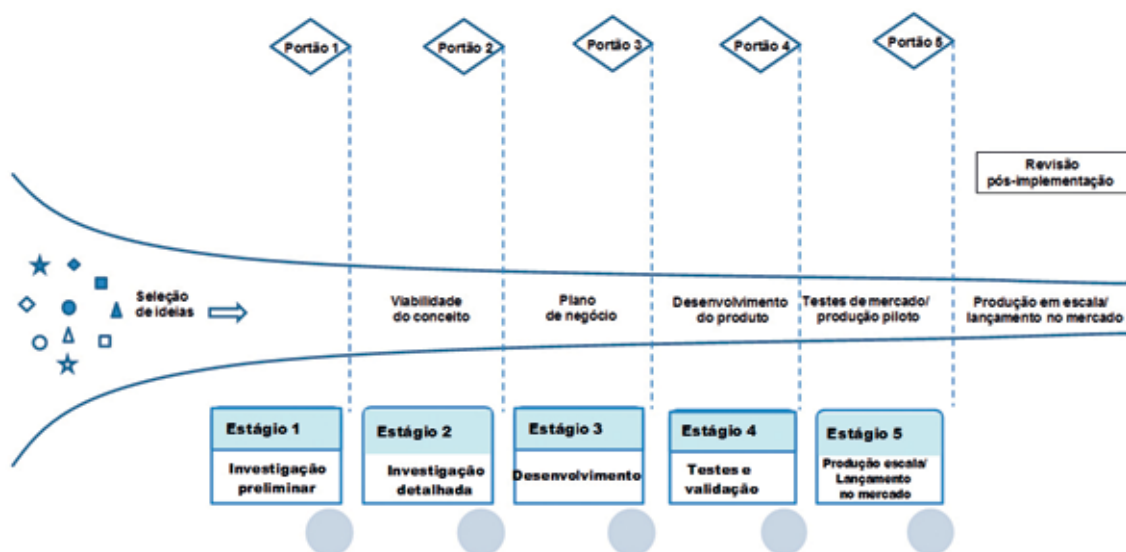 Portão 1
Portão 2
Portão 3
Portão 4
Portão 5
Revisão
pós-implementação
Seleção
de ideias
Viabilidade
do conceito
Plano
de negócio
Desenvolvimento
do produto
Testes de mercado/
produção piloto
Produção em escala/
lançamento no mercado
Estágio 1
Investigação
preliminar
Estágio 2
Investigação
detalhada
Estágio 3
Desenvolvimento
Estágio 4
Testes e
validação
Estágio 5
Produção escala/
Lançamento
no mercado